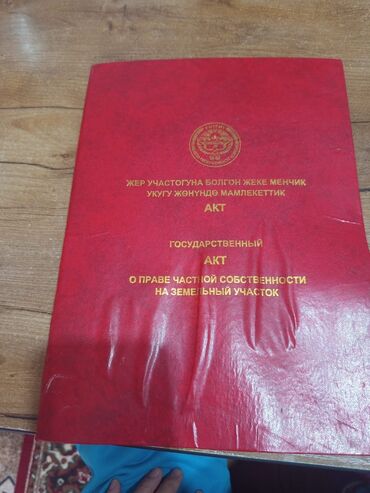 ЖЕР УЧАСТОГУНА БОЛГОН ЖЕКЕ МЕНЧИК
УКУГУ ЖӨНҮНДӨ МАМЛЕКЕТТИК
АКТ
ГОСУДАРСТВЕННЫЙ
АКТ
О ПРАВЕ ЧАСТНОЙ СОБСТВЕННОСТИ
НА ЗЕМЕЛЬНЫЙ УЧАСТОК